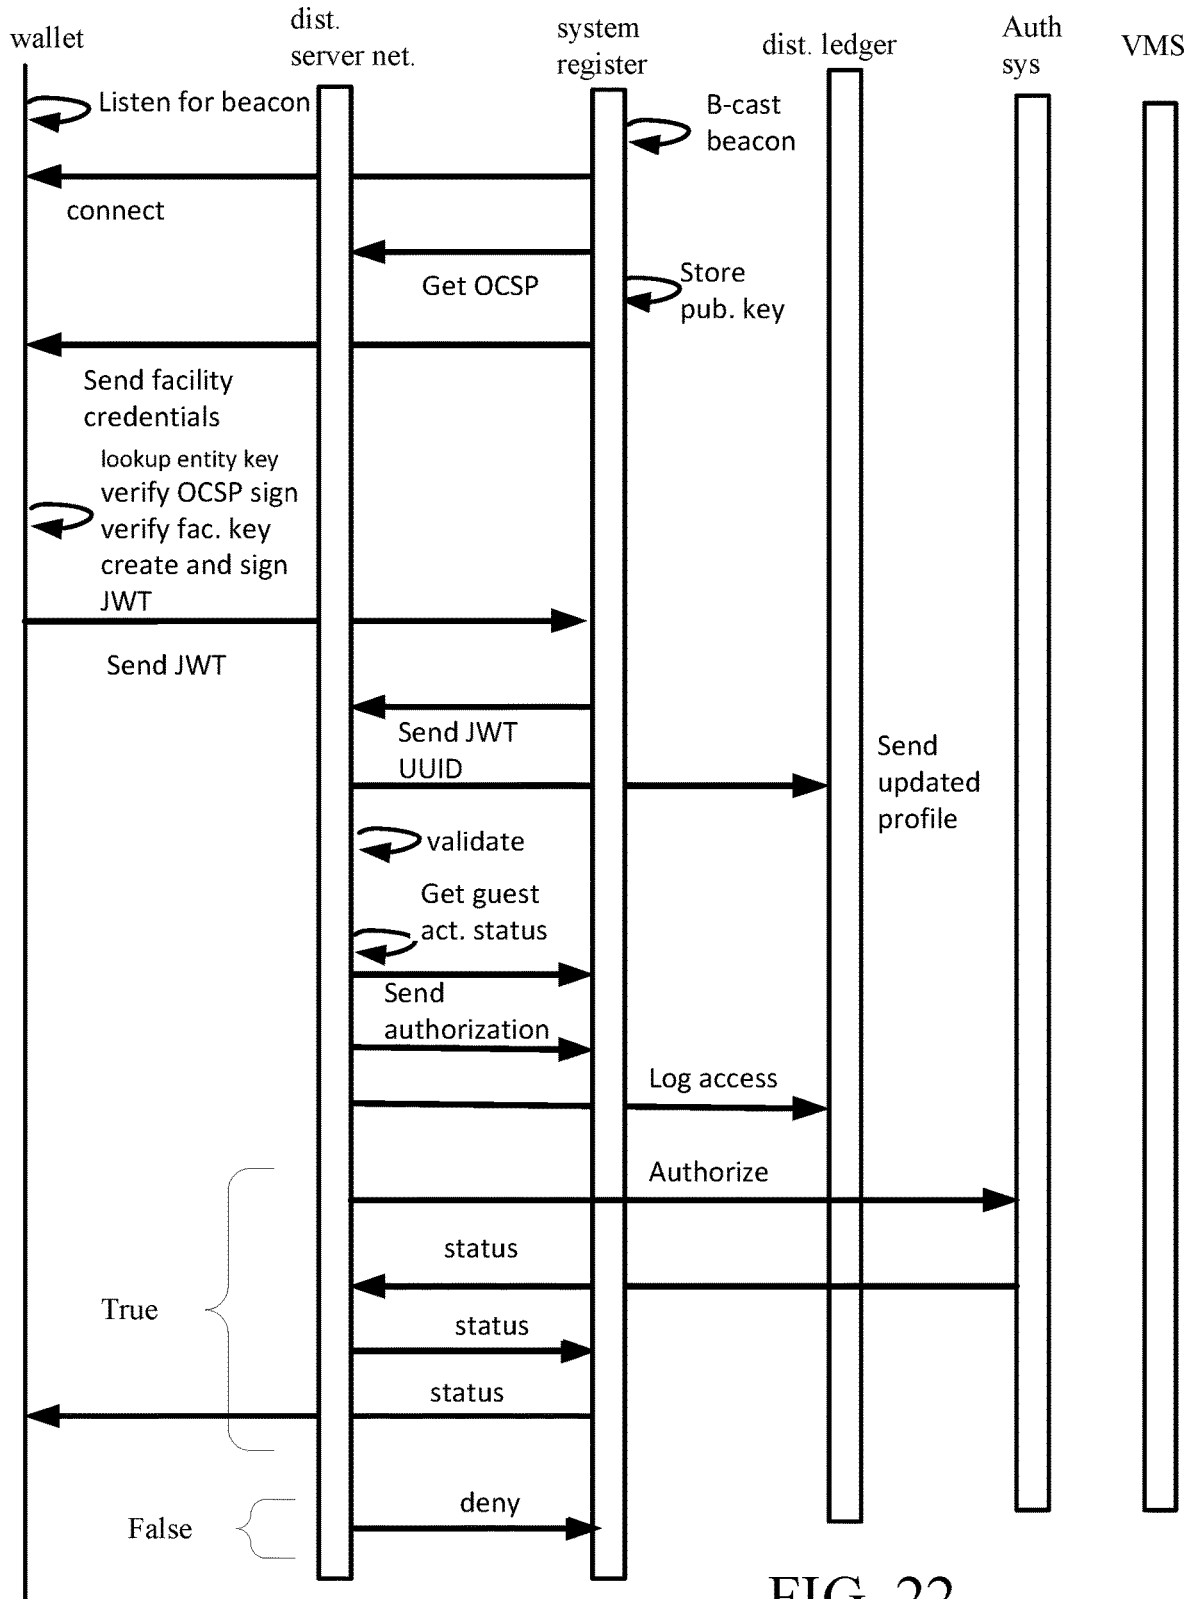 wallet
dist.
server net.
system
register
dist. ledger
Auth
sys
VMS
Listen for beacon
B-cast
beacon
connect
Get OCSP
Store
pub. key
Send facility
credentials
lookup entity key
verify OCSP sign
verify fac. key
create and sign
JWT
Send JWT
Send JWT
UUID
Send
updated
profile
validate
Get guest
act. status
Send
authorization
Log access
Authorize
status
True
status
status
deny
False
FIG. 22